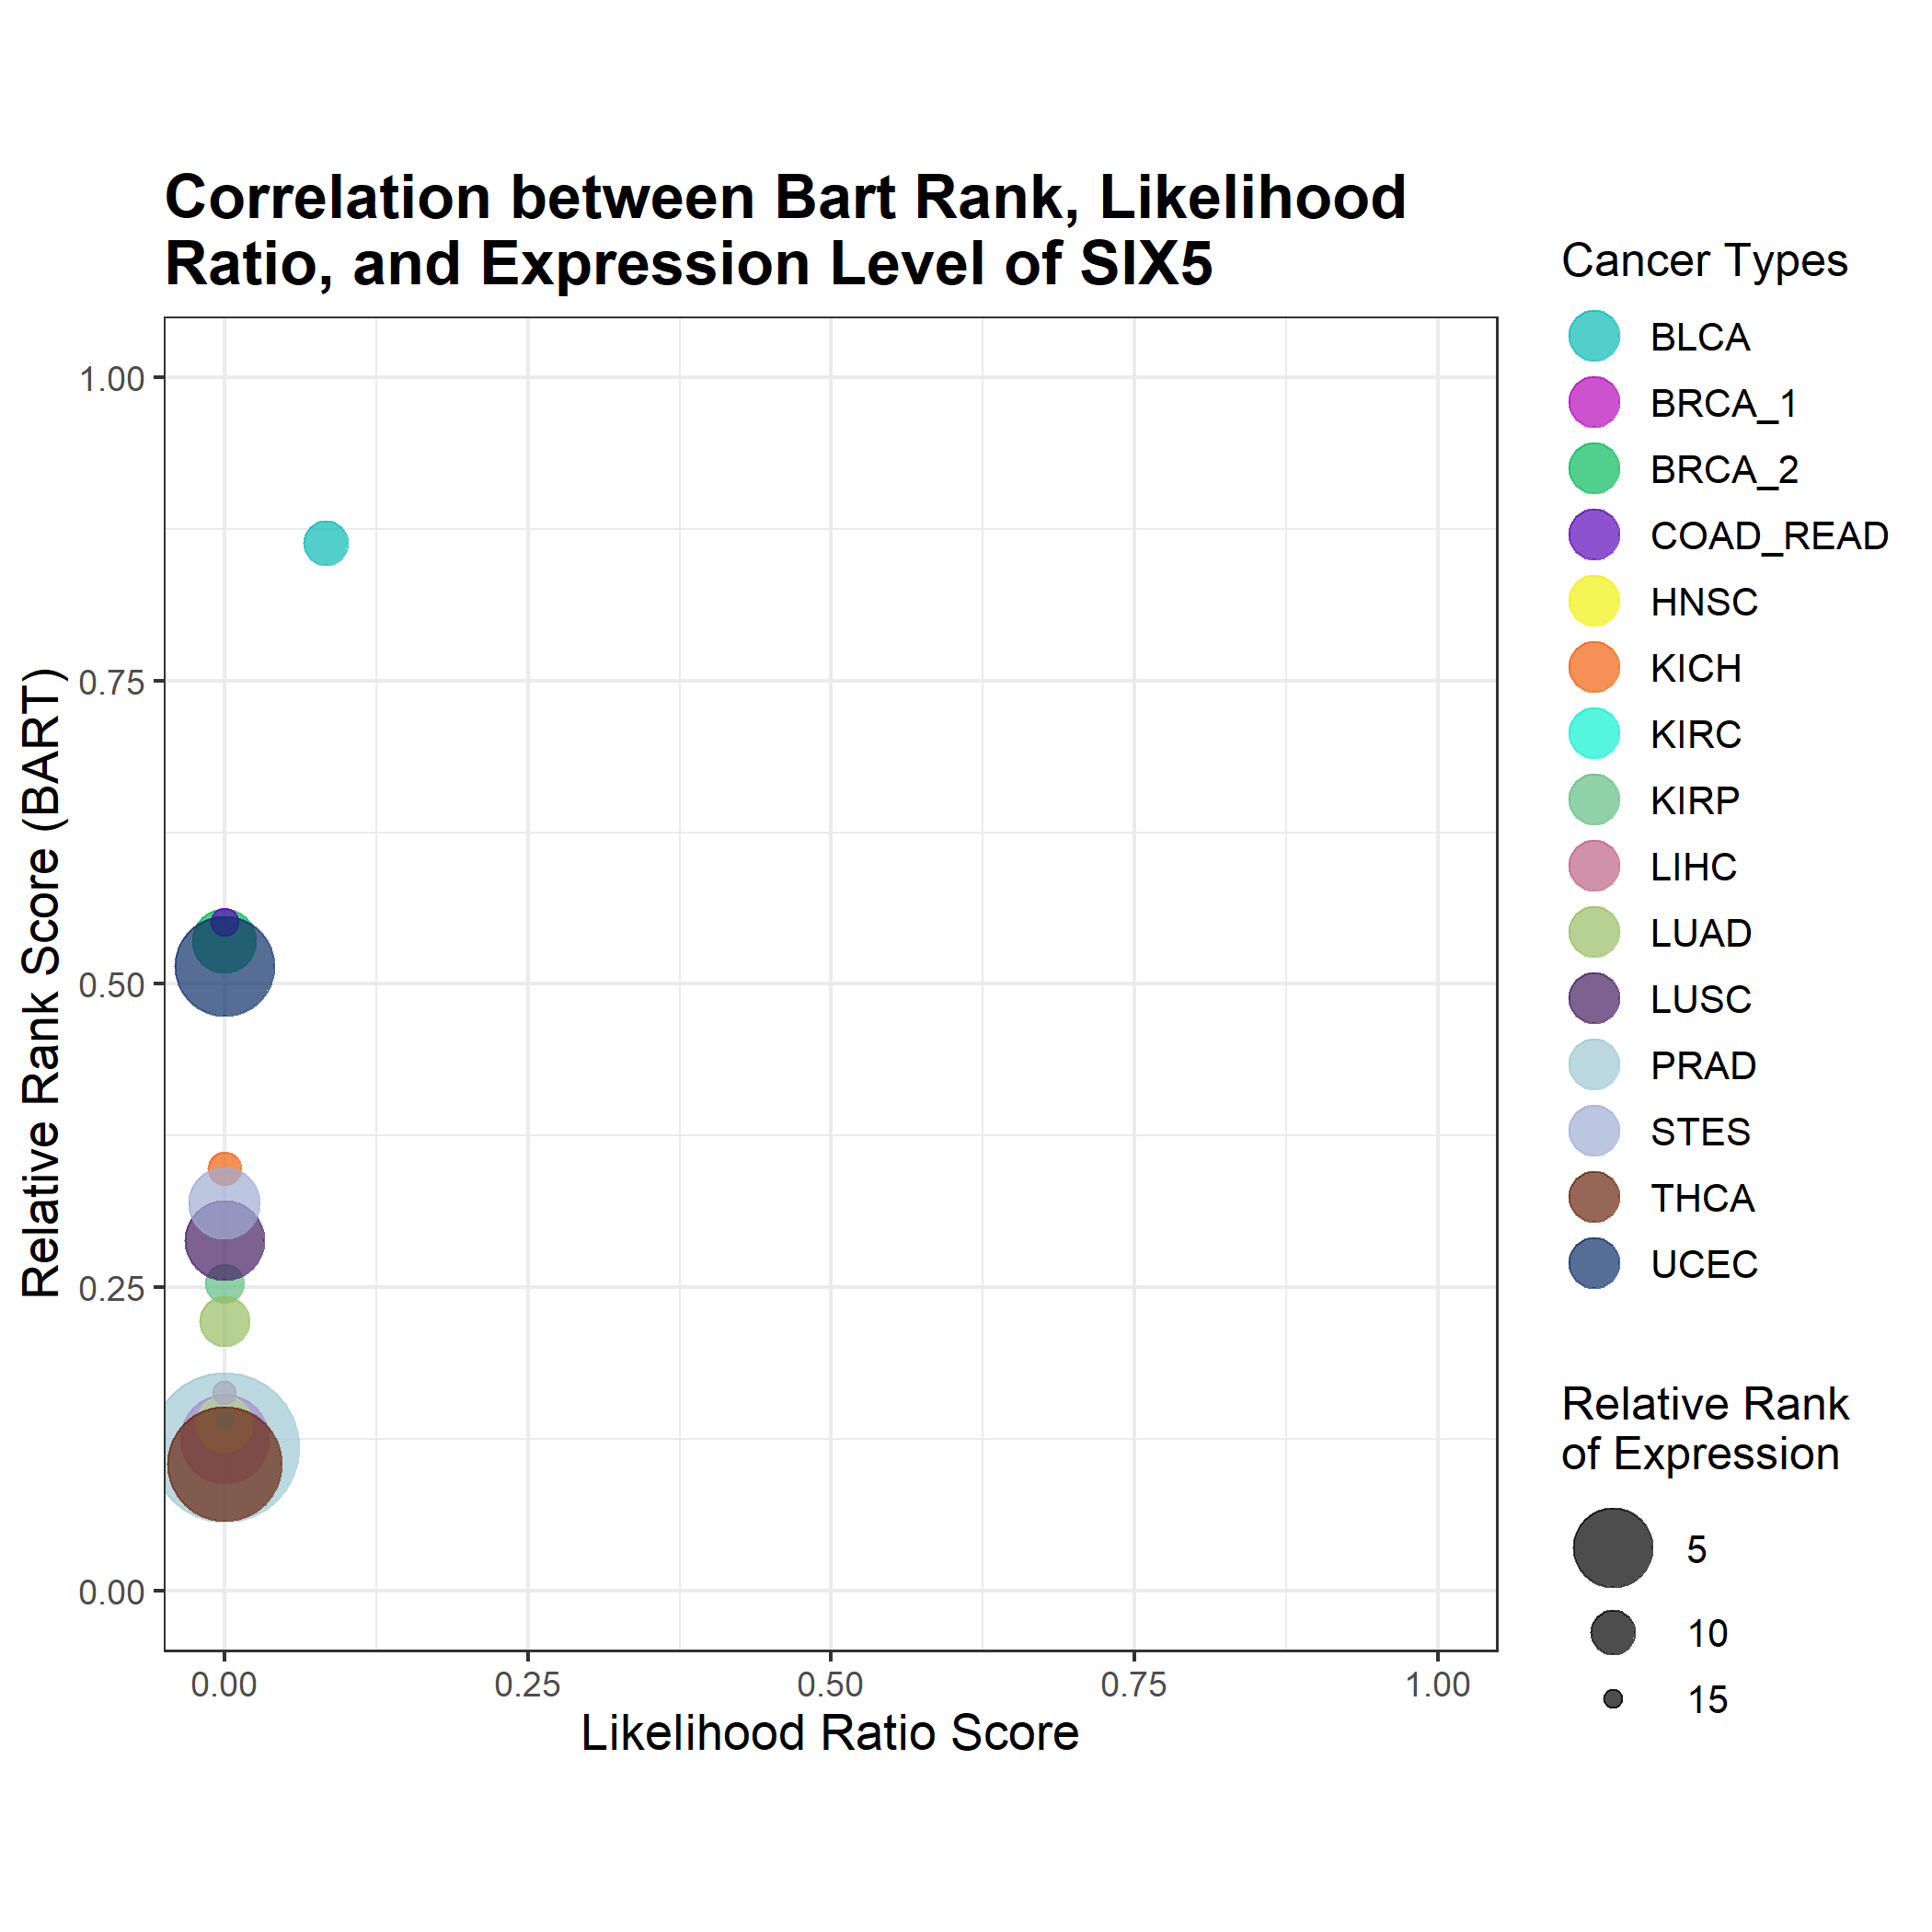 Correlation between Bart Rank, Likelihood
Ratio, and Expression Level of SIX5
Relative Rank Score (BART)
1.00
0.75
0.50
0.25
0.00
0.00
0.25
0.50
0.75
1.00
Likelihood Ratio Score
Cancer Types
BLCA
BRCA_1
BRCA_2
COAD_READ
HNSC
KICH
KIRC
KIRP
LIHC
LUAD
LUSC
PRAD
STES
THCA
UCEC
Relative Rank
of Expression
5
10
15